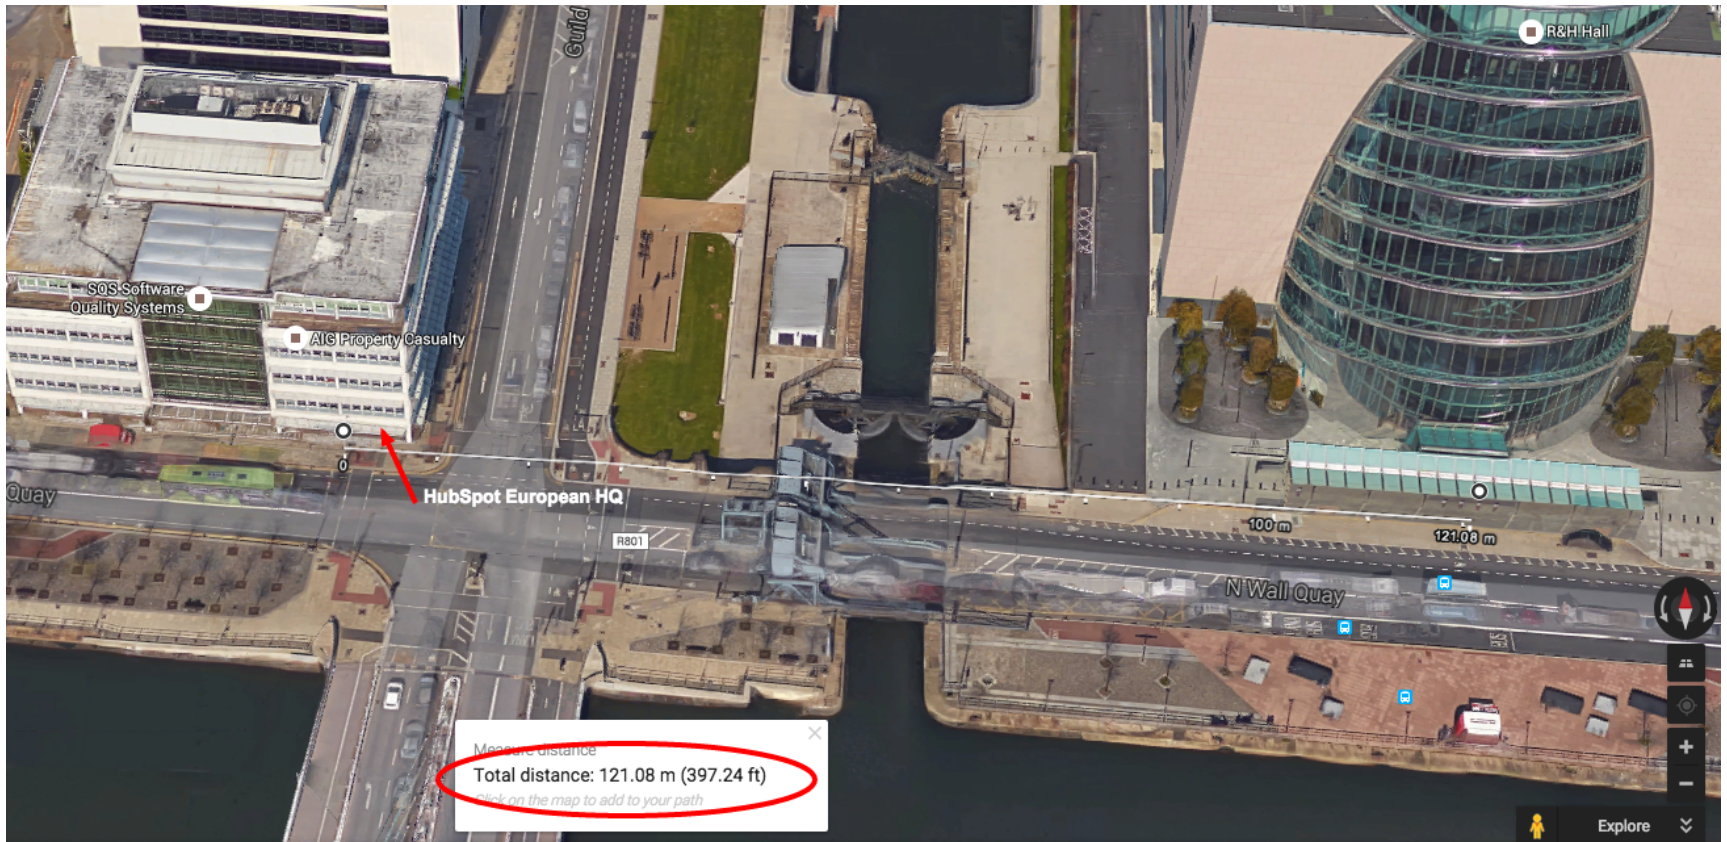 Guild
R&H Hall
SQS Software
Quality Systems
AIG Property Casualty
0
Quay
HubSpot European HQ
R801
100 m
121.08 m
N Wall Quay
Measure distance
Total distance: 121.08 m (397.24 ft)
Click on the map to add to your path
Explore